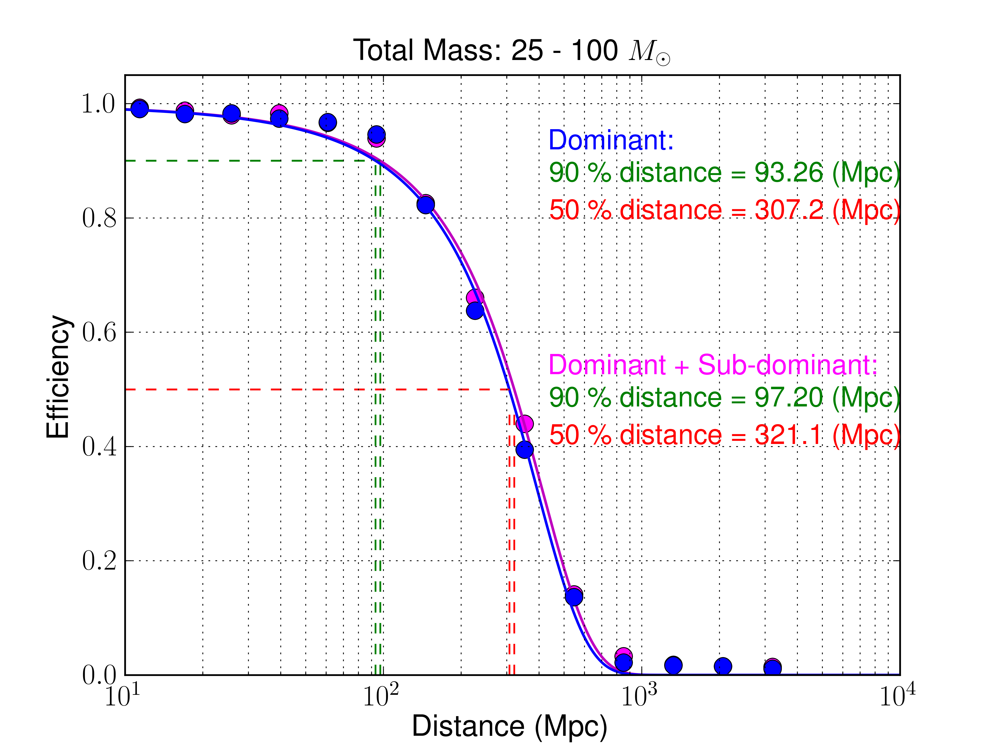 Total Mass: 25 - 100 M⊙
1.0
0.8
0.6
0.4
0.2
0.0
Efficiency
Dominant:
90 % distance = 93.26 (Mpc)
50 % distance = 307.2 (Mpc)
Dominant + Sub-dominant:
90 % distance = 97.20 (Mpc)
50 % distance = 321.1 (Mpc)
10¹ 10² 10³ 10⁴
Distance (Mpc)